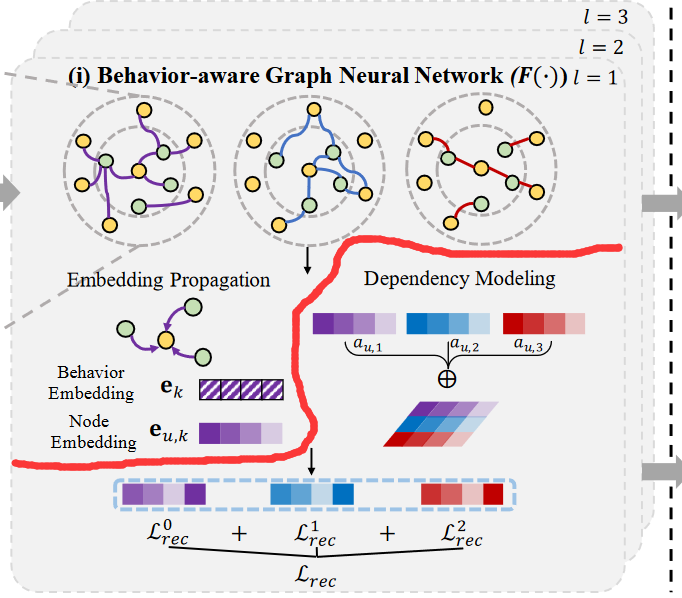 l = 3
l = 2
(i) Behavior-aware Graph Neural Network (F(·)) l = 1
Embedding Propagation
Dependency Modeling
a_{u,1} a_{u,2} a_{u,3}
⊕
Behavior
Embedding e_k
Node
Embedding e_{u,k}
ℒ^0_{rec} + ℒ^1_{rec} + ℒ^2_{rec}
ℒ_{rec}